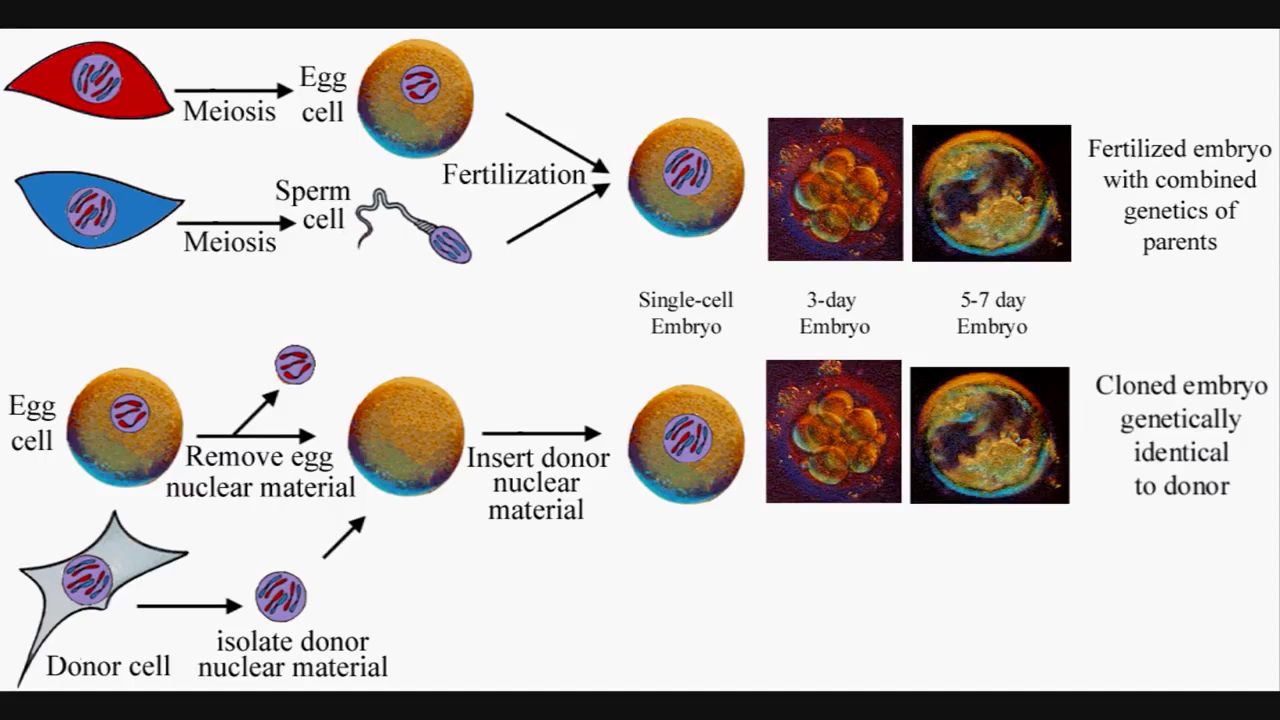 Egg
cell
Meiosis
Sperm
cell
Meiosis
Fertilization
Fertilized embryo
with combined
genetics of
parents
Single-cell
Embryo
3-day
Embryo
5-7 day
Embryo
Egg
cell
Remove egg
nuclear material
Insert donor
nuclear
material
Cloned embryo
genetically
identical
to donor
Donor cell
isolate donor
nuclear material